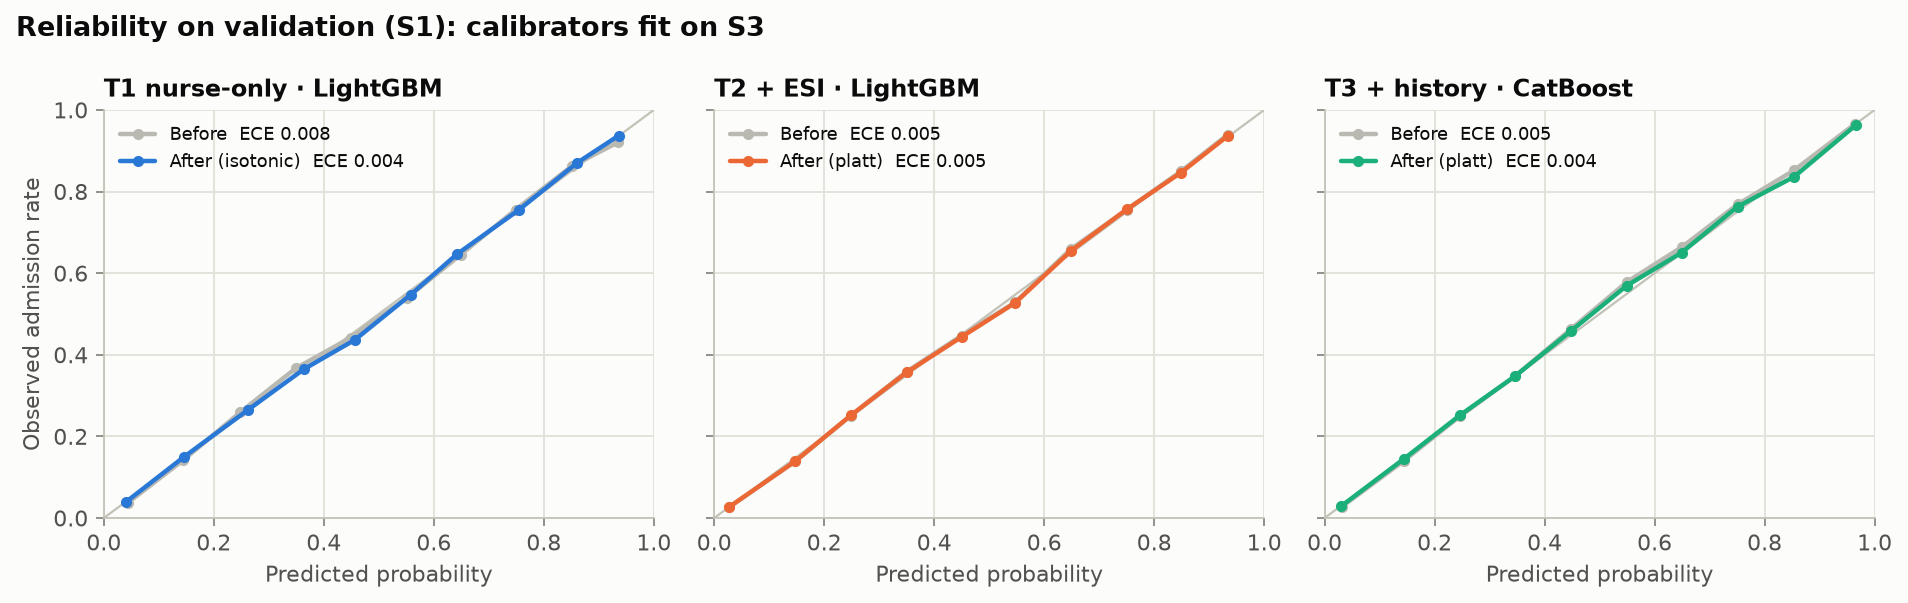 Reliability on validation (S1): calibrators fit on S3
T1 nurse-only · LightGBM
Before  ECE 0.008
After (isotonic)  ECE 0.004
Observed admission rate
1.0
0.8
0.6
0.4
0.2
0.0
0.0 0.2 0.4 0.6 0.8 1.0
Predicted probability
T2 + ESI · LightGBM
Before  ECE 0.005
After (platt)  ECE 0.005
0.0 0.2 0.4 0.6 0.8 1.0
Predicted probability
T3 + history · CatBoost
Before  ECE 0.005
After (platt)  ECE 0.004
0.0 0.2 0.4 0.6 0.8 1.0
Predicted probability